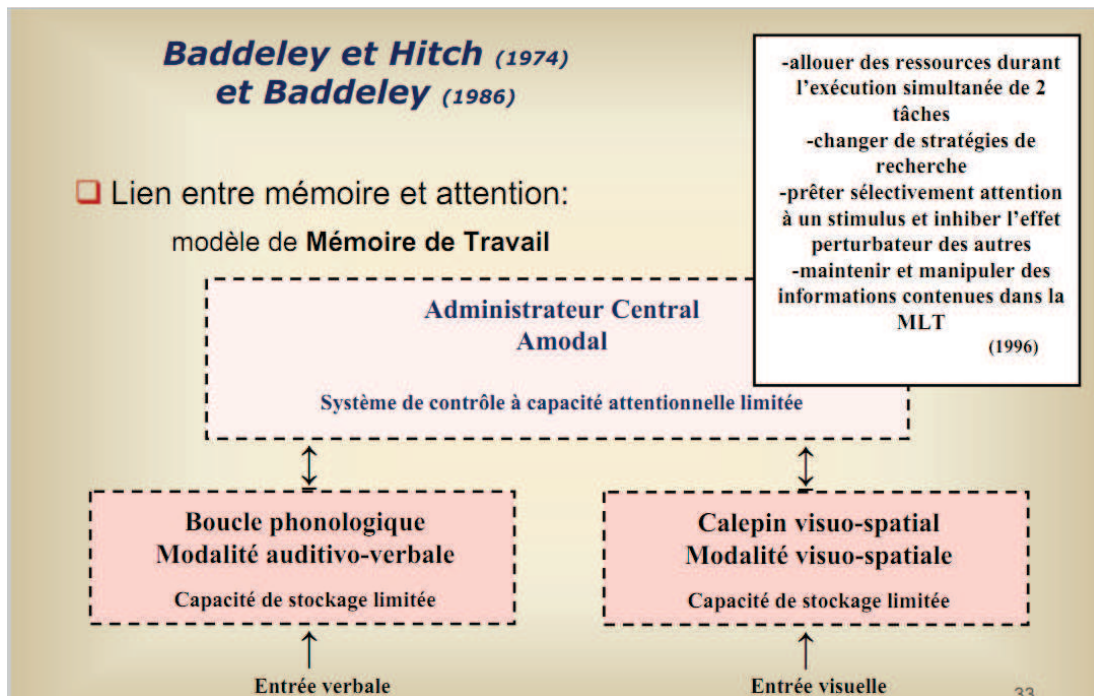 Baddeley et Hitch (1974)
et Baddeley (1986)
-allouer des ressources durant
l'exécution simultanée de 2
tâches
-changer de stratégies de
recherche
-prêter sélectivement attention
à un stimulus et inhiber l'effet
perturbateur des autres
-maintenir et manipuler des
informations contenues dans la
MLT
(1996)
Lien entre mémoire et attention:
modèle de Mémoire de Travail
Administrateur Central
Amodal
Système de contrôle à capacité attentionnelle limitée
Boucle phonologique
Modalité auditivo-verbale
Capacité de stockage limitée
Calepin visuo-spatial
Modalité visuo-spatiale
Capacité de stockage limitée
Entrée verbale
Entrée visuelle
33